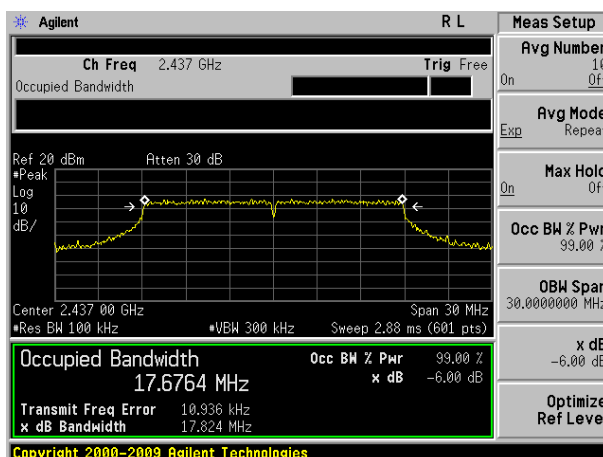 Agilent R L Meas Setup
Ch Freq 2.437 GHz Trig Free
Occupied Bandwidth
Ref 20 dBm Atten 30 dB
#Peak
Log
10
dB/
Center 2.437 00 GHz Span 30 MHz
#Res BW 100 kHz #VBW 300 kHz Sweep 2.88 ms (601 pts)
Occupied Bandwidth Occ BW % Pwr 99.00 %
17.6764 MHz x dB -6.00 dB
Transmit Freq Error 10.936 kHz
x dB Bandwidth 17.824 MHz
Copyright 2000-2009 Agilent Technologies
Avg Number
10
On Of
Avg Mode
Exp Repea
Max Hold
On Of
Occ BW % Pwr
99.00 %
OBW Span
30.0000000 MHz
x dB
-6.00 dB
Optimize
Ref Leve